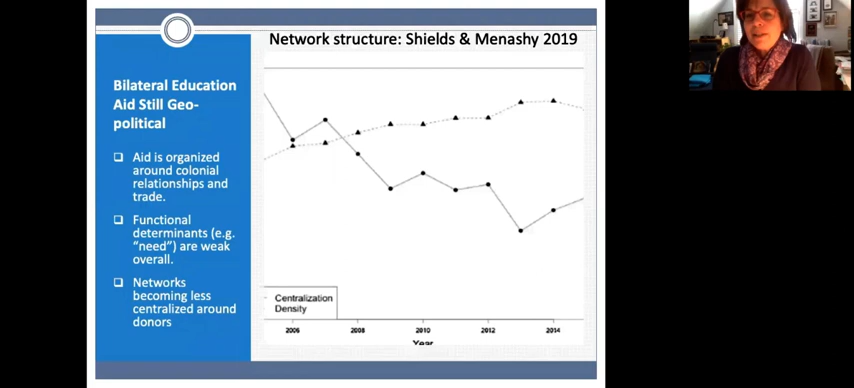 Network structure: Shields & Menashy 2019
Bilateral Education
Aid Still Geo-
political
Aid is organized
around colonial
relationships and
trade.
Functional
determinants (e.g.
“need”) are weak
overall.
Networks
becoming less
centralized around
donors
Centralization
Density
2006 2008 2010 2012 2014
Year